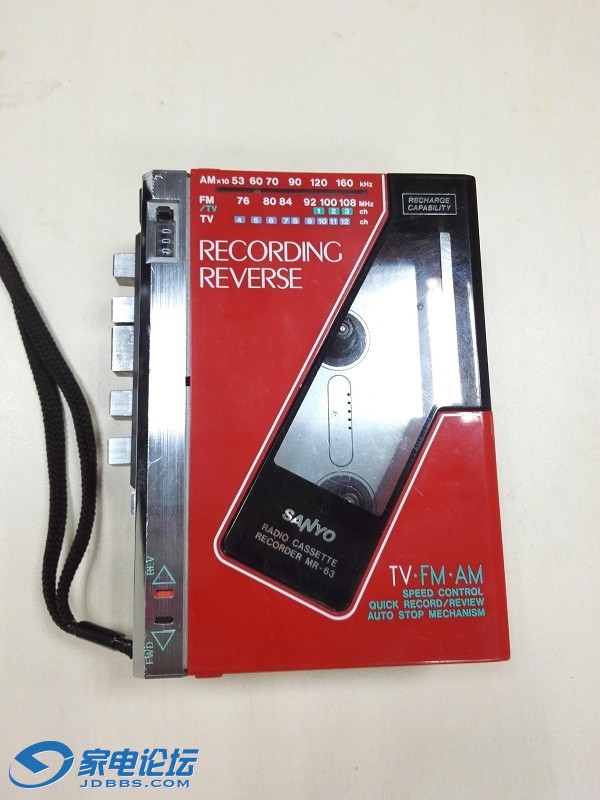 AM×10 53 60 70 90 120 160 kHz
FM 76 80 84 92 100 108 MHz
/TV 1 2 3 ch
TV 4 5 6 7 8 9 10 11 12 ch
RECHARGE
CAPABILITY
RECORDING
REVERSE
SANYO
RADIO CASSETTE
RECORDER MR-63
REV
FWD
TV·FM·AM
SPEED CONTROL
QUICK RECORD/REVIEW
AUTO STOP MECHANISM
家电论坛
JDBBS.COM